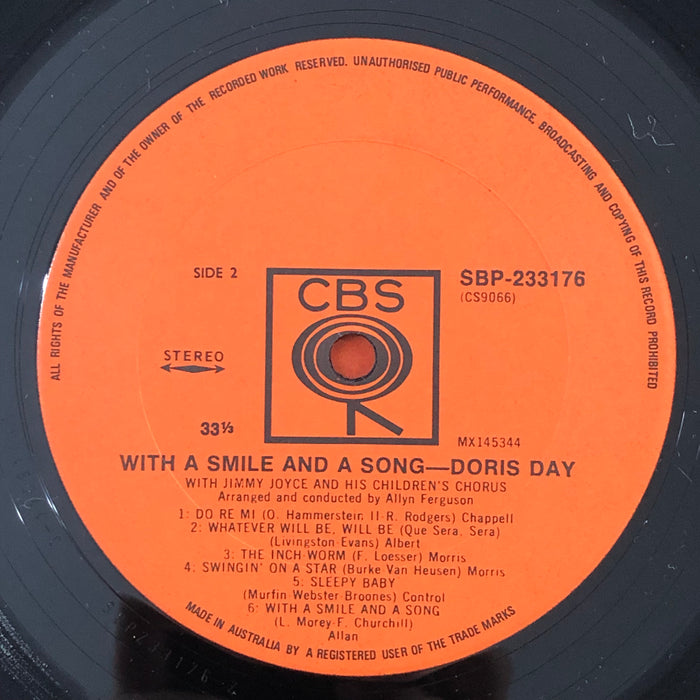 ALL RIGHTS OF THE MANUFACTURER AND OF THE OWNER OF THE RECORDED WORK RESERVED. UNAUTHORISED PUBLIC PERFORMANCE, BROADCASTING AND COPYING OF THIS RECORD PROHIBITED
SIDE 2
SBP-233176
(CS9066)
CBS
STEREO
33⅓
MX145344
WITH A SMILE AND A SONG—DORIS DAY
WITH JIMMY JOYCE AND HIS CHILDREN'S CHORUS
Arranged and conducted by Allyn Ferguson
1: DO RE MI (O. Hammerstein II-R. Rodgers) Chappell
2: WHATEVER WILL BE, WILL BE (Que Sera, Sera)
(Livingston-Evans) Albert
3: THE INCH-WORM (F. Loesser) Morris
4: SWINGIN' ON A STAR (Burke Van Heusen) Morris
5: SLEEPY BABY
(Murfin-Webster-Broones) Control
6: WITH A SMILE AND A SONG
(L. Morey-F. Churchill)
Allan
MADE IN AUSTRALIA BY A REGISTERED USER OF THE TRADE MARKS